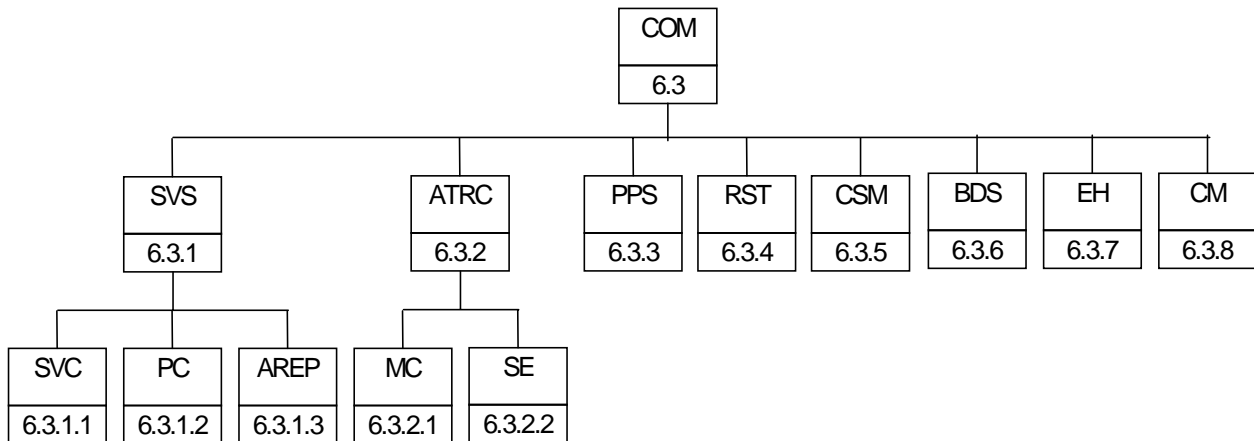 COM
6.3
SVS
ATRC
PPS
RST
CSM
BDS
EH
CM
6.3.1
6.3.2
6.3.3
6.3.4
6.3.5
6.3.6
6.3.7
6.3.8
SVC
PC
AREP
MC
SE
6.3.1.1
6.3.1.2
6.3.1.3
6.3.2.1
6.3.2.2